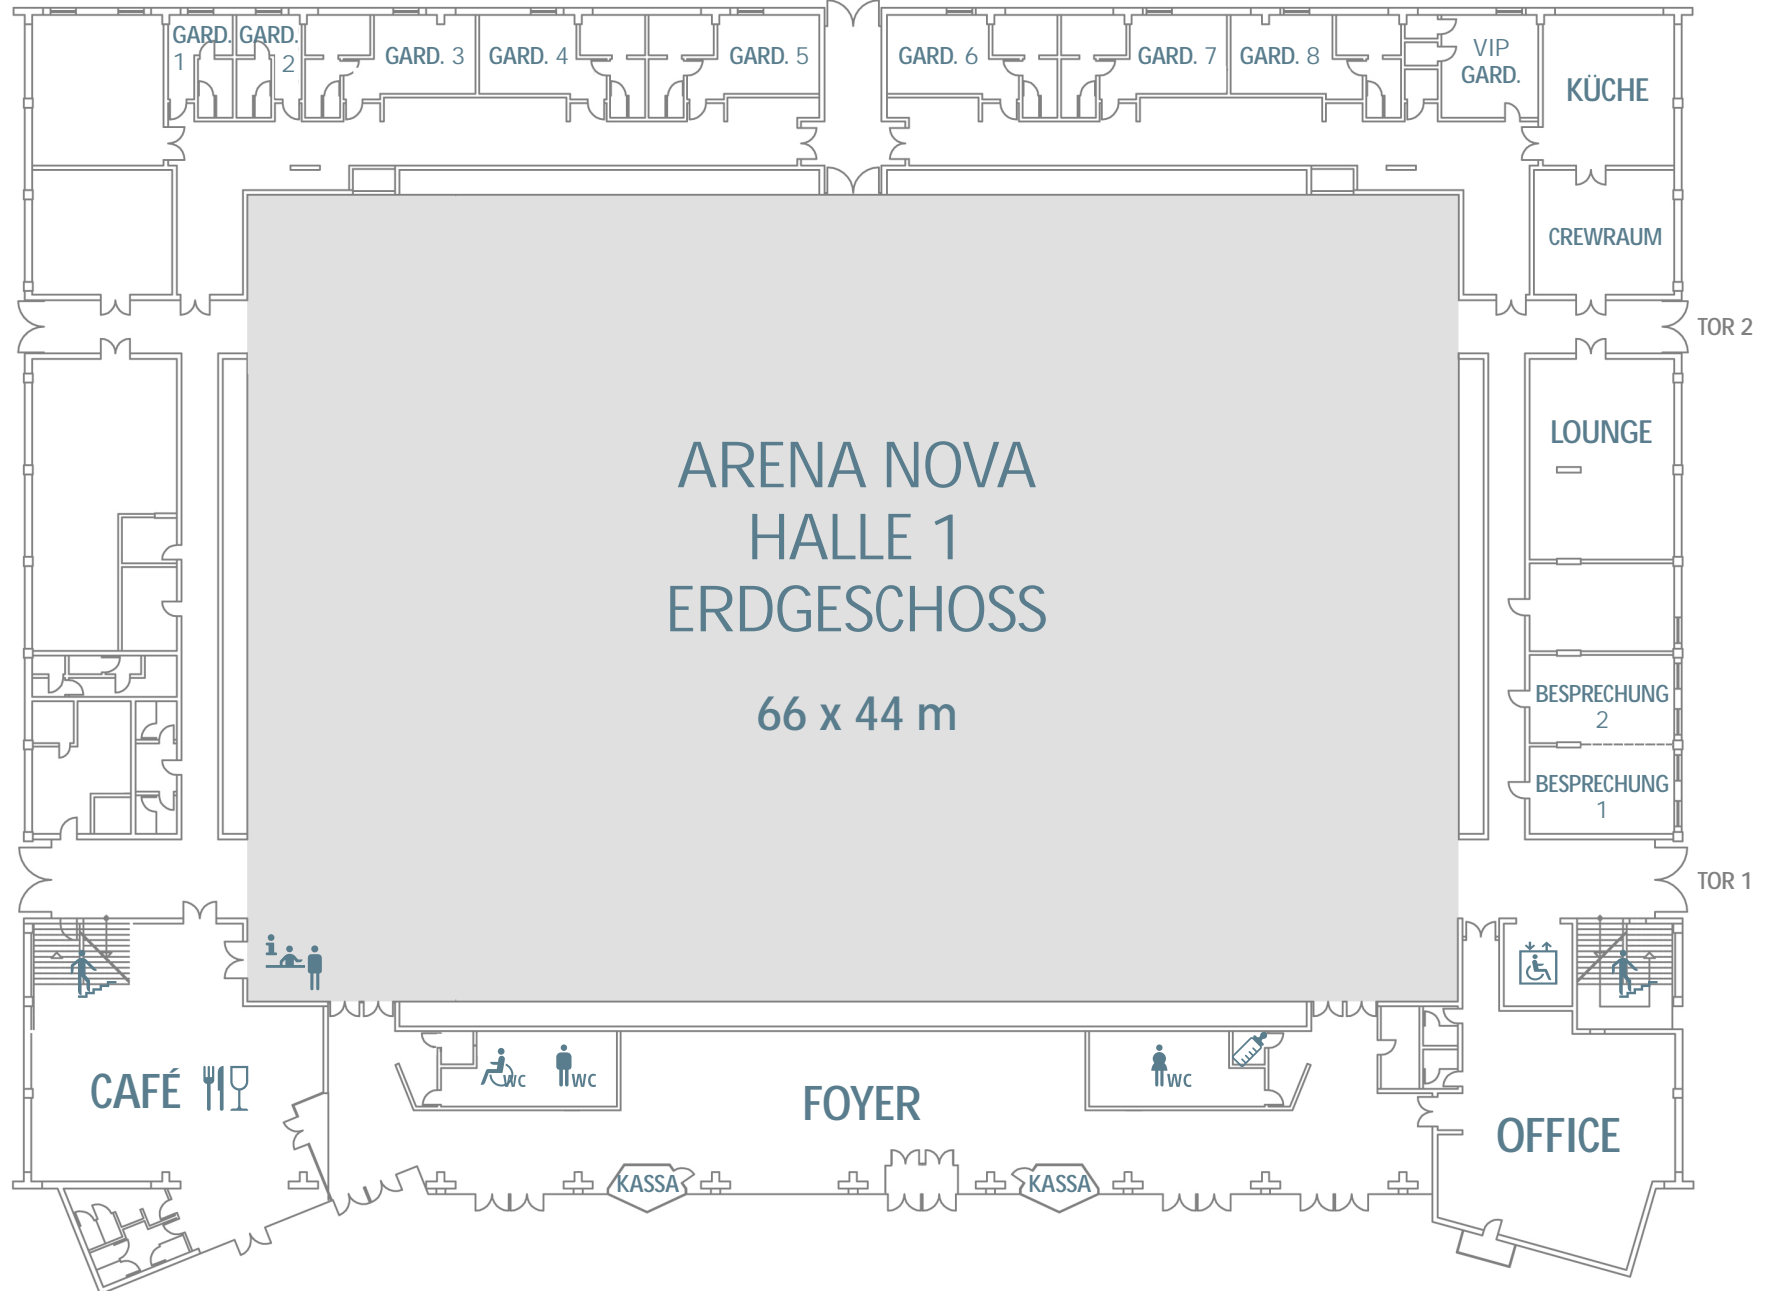 GARD.
1
GARD.
2
GARD. 3
GARD. 4
GARD. 5
GARD. 6
GARD. 7
GARD. 8
VIP
GARD.
KÜCHE
CREWRAUM
TOR 2
LOUNGE
ARENA NOVA
HALLE 1
ERDGESCHOSS
66 x 44 m
BESPRECHUNG
2
BESPRECHUNG
1
TOR 1
i
CAFÉ
WC
WC
FOYER
WC
OFFICE
KASSA
KASSA